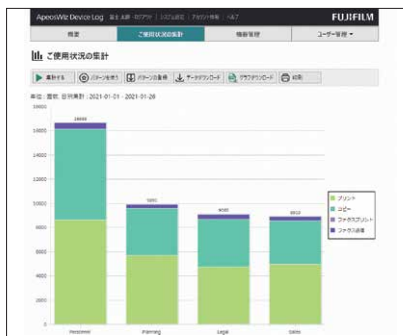 ApeosWiz Device Log
FUJIFILM
概要
ご使用状況の集計
機器管理
ユーザー管理
ご使用状況の集計
集計する
パターンを使う
パターンの登録
データダウンロード
グラフダウンロード
印刷
単位：面数, 日別集計：2021-01-01 - 2021-01-28
18000
14000
12000
10000
8000
6000
4000
2000
0
プリント
コピー
ファクスプリント
ファクス送信
Personnel
Planning
Legal
Sales